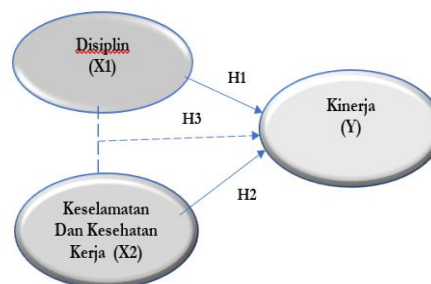 Disiplin
(X1)
H1
Kinerja
(Y)
H3
H2
Keselamatan
Dan Kesehatan
Kerja (X2)